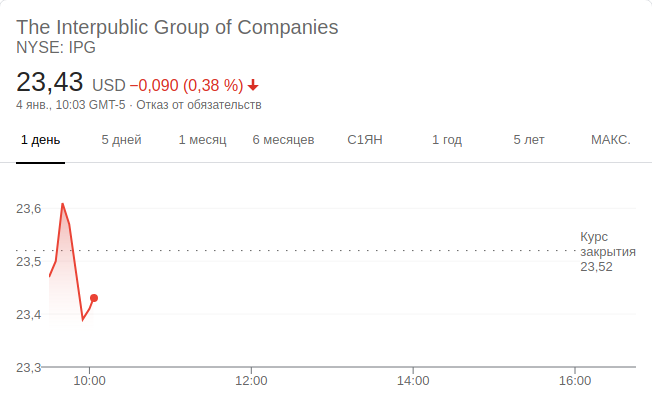 The Interpublic Group of Companies
NYSE: IPG
23,43 USD −0,090 (0,38 %)
4 янв., 10:03 GMT-5 · Отказ от обязательств
1 день 5 дней 1 месяц 6 месяцев С1ЯН 1 год 5 лет МАКС.
23,6
Курс
закрытия
23,5
23,52
23,4
23,3
10:00 12:00 14:00 16:00